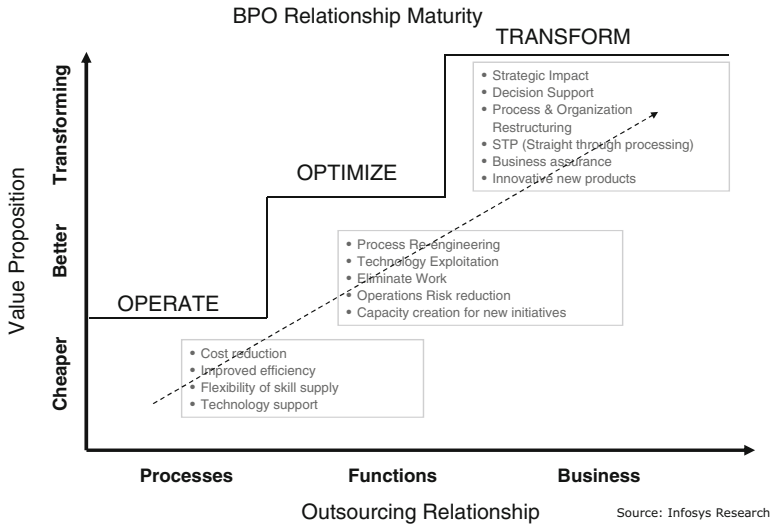 BPO Relationship Maturity
TRANSFORM
• Strategic Impact
• Decision Support
• Process & Organization
Restructuring
• STP (Straight through processing)
• Business assurance
• Innovative new products
OPTIMIZE
• Process Re-engineering
• Technology Exploitation
• Eliminate Work
• Operations Risk reduction
• Capacity creation for new initiatives
OPERATE
• Cost reduction
• Improved efficiency
• Flexibility of skill supply
• Technology support
Value Proposition
Transforming
Better
Cheaper
Processes
Functions
Business
Outsourcing Relationship
Source: Infosys Research